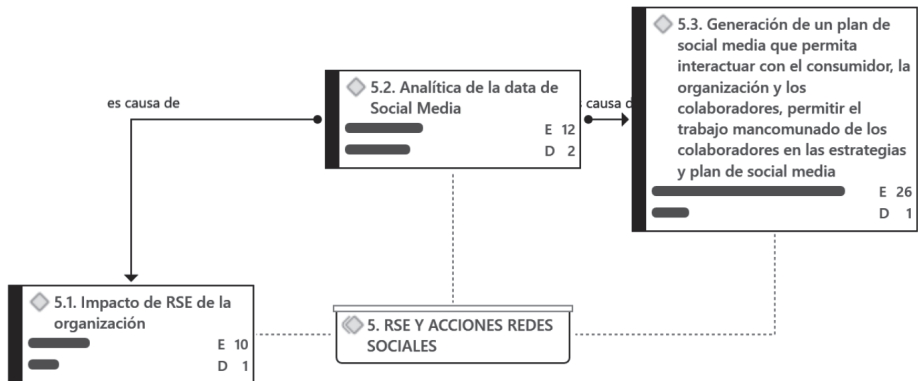 5.3. Generación de un plan de
social media que permita
interactuar con el consumidor, la
organización y los
colaboradores, permitir el
trabajo mancomunado de los
colaboradores en las estrategias
y plan de social media
E 26
D 1
5.2. Analítica de la data de
Social Media
E 12
D 2
es causa de
causa d
5.1. Impacto de RSE de la
organización
E 10
D 1
5. RSE Y ACCIONES REDES
SOCIALES